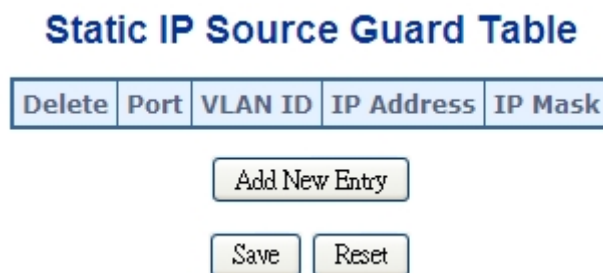 Static IP Source Guard Table
Delete Port VLAN ID IP Address IP Mask
Add New Entry
Save Reset